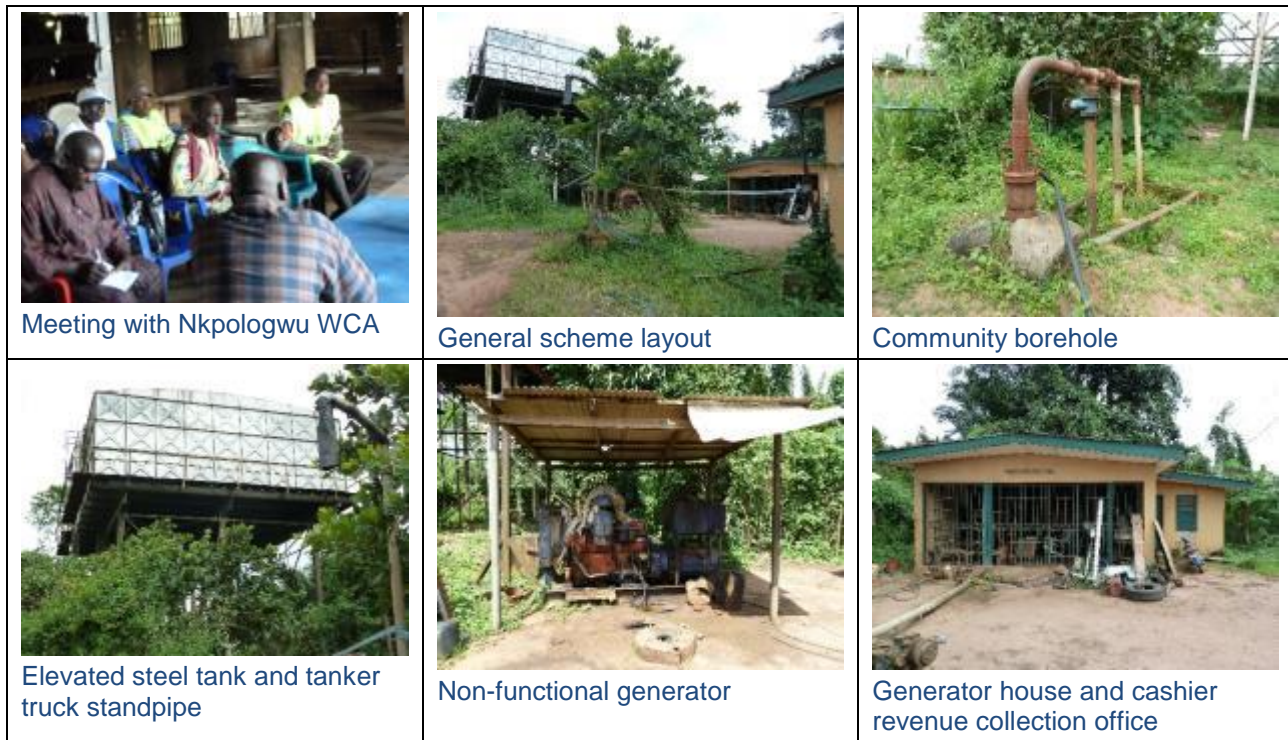 Meeting with Nkpologwu WCA
General scheme layout
Community borehole
Elevated steel tank and tanker
truck standpipe
Non-functional generator
Generator house and cashier
revenue collection office